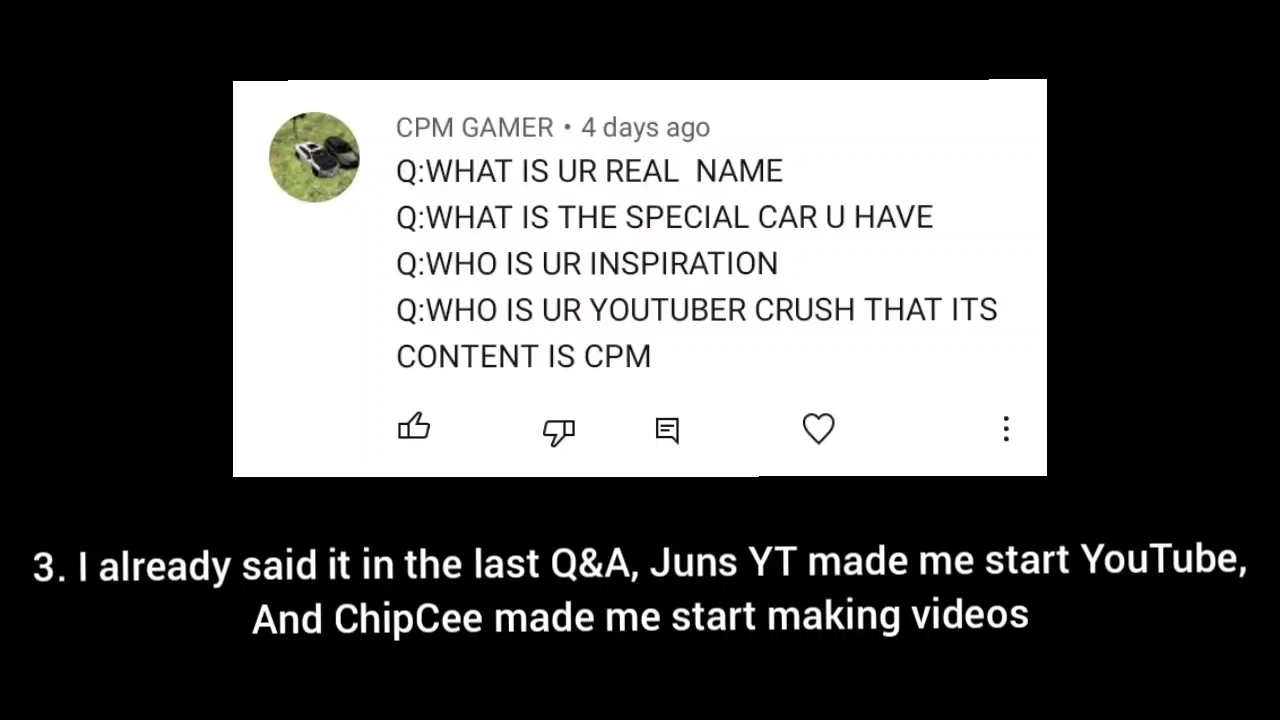 CPM GAMER • 4 days ago
Q:WHAT IS UR REAL  NAME
Q:WHAT IS THE SPECIAL CAR U HAVE
Q:WHO IS UR INSPIRATION
Q:WHO IS UR YOUTUBER CRUSH THAT ITS
CONTENT IS CPM
3. I already said it in the last Q&A, Juns YT made me start YouTube,
And ChipCee made me start making videos